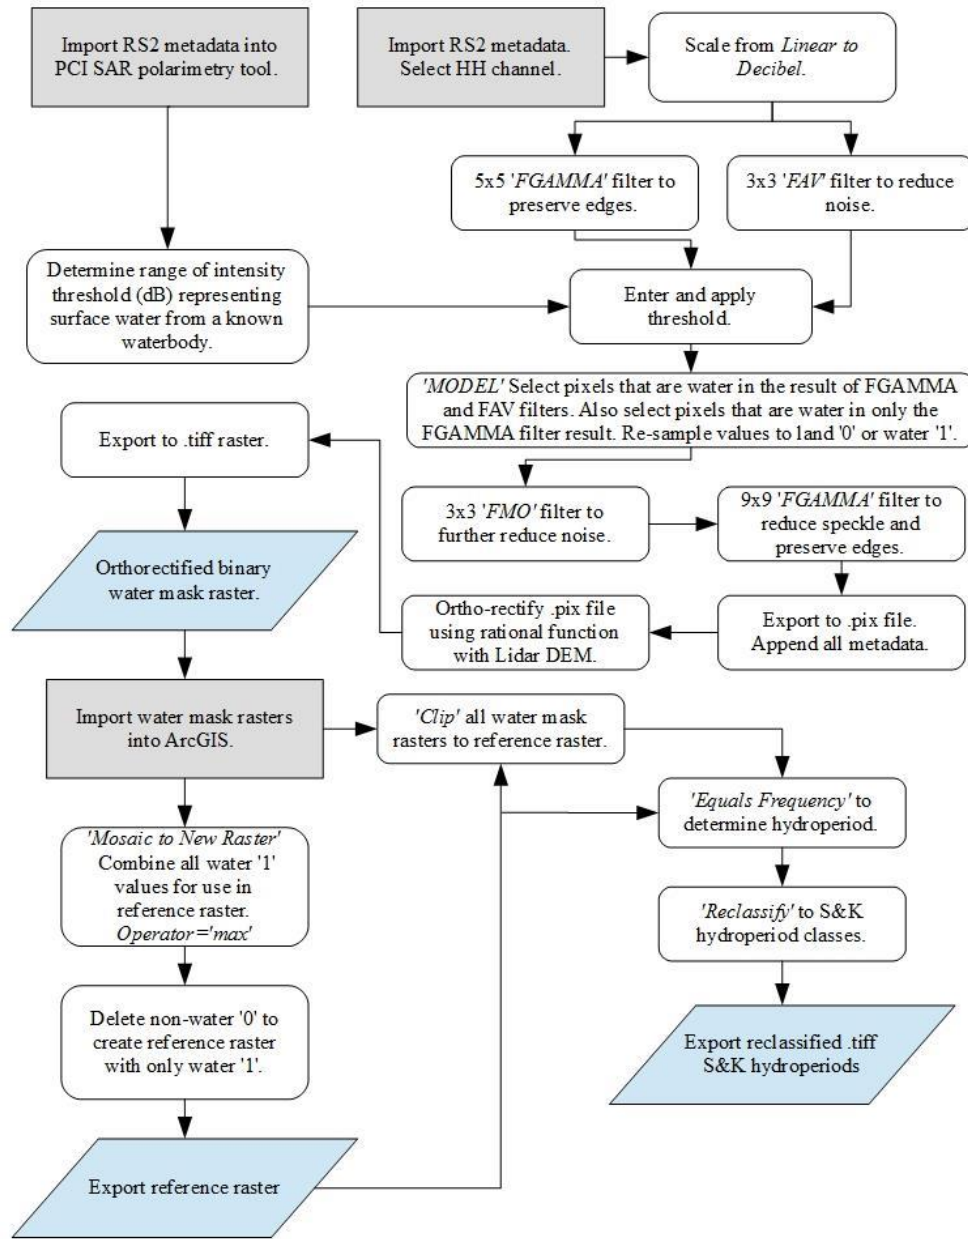 Import RS2 metadata into
PCI SAR polarimetry tool.
Import RS2 metadata.
Select HH channel.
Scale from Linear to
Decibel.
5x5 'FGAMMA' filter to
preserve edges.
3x3 'FAV' filter to reduce
noise.
Determine range of intensity
threshold (dB) representing
surface water from a known
waterbody.
Enter and apply
threshold.
'MODEL' Select pixels that are water in the result of FGAMMA
and FAV filters. Also select pixels that are water in only the
FGAMMA filter result. Re-sample values to land '0' or water '1'.
Export to .tiff raster.
3x3 'FMO' filter to
further reduce noise.
9x9 'FGAMMA' filter to
reduce speckle and
preserve edges.
Orthorectified binary
water mask raster.
Ortho-rectify .pix file
using rational function
with Lidar DEM.
Export to .pix file.
Append all metadata.
Import water mask rasters
into ArcGIS.
'Clip' all water mask
rasters to reference raster.
'Equals Frequency' to
determine hydroperiod.
'Mosaic to New Raster'
Combine all water '1'
values for use in
reference raster.
Operator='max'
'Reclassify' to S&K
hydroperiod classes.
Delete non-water '0' to
create reference raster
with only water '1'.
Export reclassified .tiff
S&K hydroperiods
Export reference raster